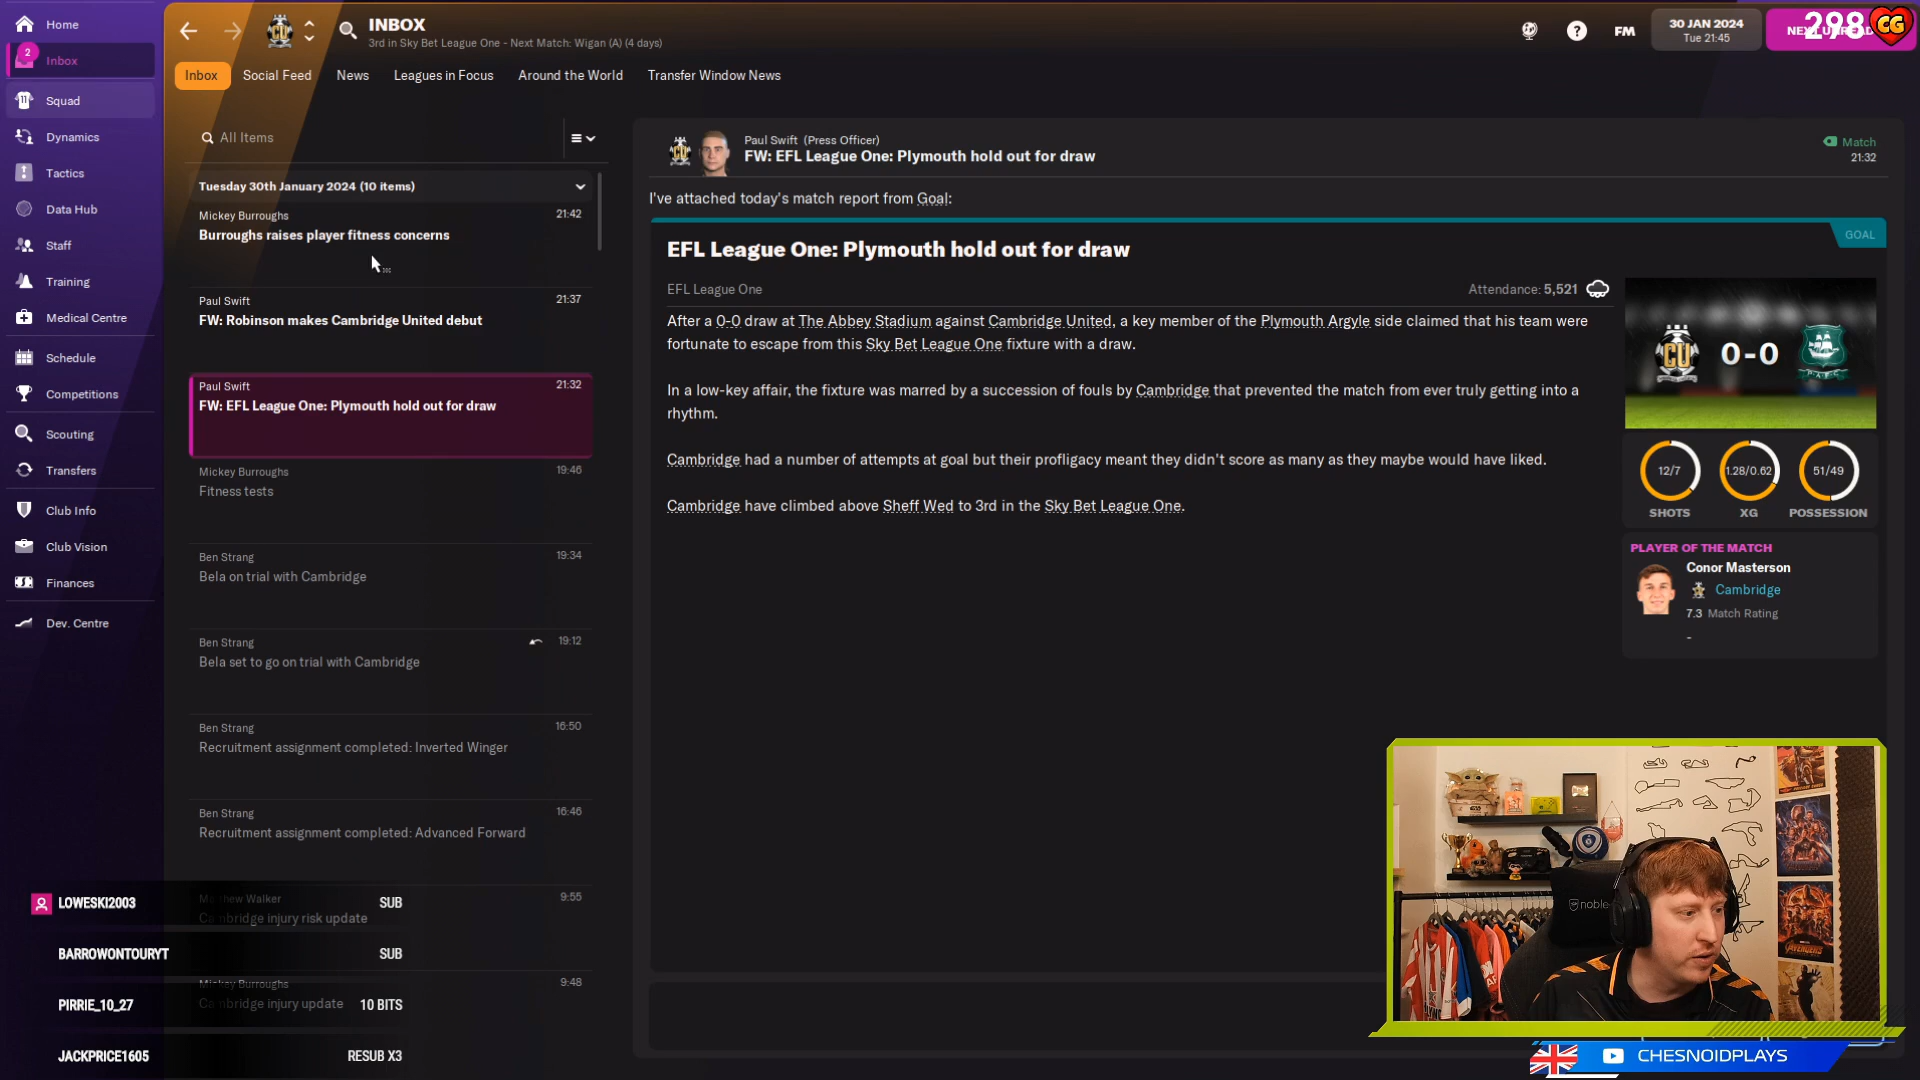 Home
2
Inbox
Squad
Dynamics
Tactics
Data Hub
Staff
Training
Medical Centre
Schedule
Competitions
Scouting
Transfers
Club Info
Club Vision
Finances
Dev. Centre
CU
INBOX
3rd in Sky Bet League One - Next Match: Wigan (A) (4 days)
?
FM
30 JAN 2024
Tue 21:45
298
CG
Inbox
Social Feed
News
Leagues in Focus
Around the World
Transfer Window News
All Items
Tuesday 30th January 2024 (10 items)
Mickey Burroughs
21:42
Burroughs raises player fitness concerns
Paul Swift
21:37
FW: Robinson makes Cambridge United debut
Paul Swift
21:32
FW: EFL League One: Plymouth hold out for draw
Mickey Burroughs
19:46
Fitness tests
Ben Strang
19:34
Bela on trial with Cambridge
Ben Strang
19:12
Bela set to go on trial with Cambridge
Ben Strang
16:50
Recruitment assignment completed: Inverted Winger
Ben Strang
16:46
Recruitment assignment completed: Advanced Forward
Walker
9:55
injury risk update
Mickey Burroughs
9:48
injury update
LOWESKI2003 SUB
BARROWONTOURYT SUB
PIRRIE_10_27 10 BITS
JACKPRICE1605 RESUB X3
Paul Swift (Press Officer)
FW: EFL League One: Plymouth hold out for draw
Match
21:32
I've attached today's match report from Goal:
GOAL
EFL League One: Plymouth hold out for draw
EFL League One
Attendance: 5,521
After a 0-0 draw at The Abbey Stadium against Cambridge United, a key member of the Plymouth Argyle side claimed that his team were
fortunate to escape from this Sky Bet League One fixture with a draw.
In a low-key affair, the fixture was marred by a succession of fouls by Cambridge that prevented the match from ever truly getting into a
rhythm.
Cambridge had a number of attempts at goal but their profligacy meant they didn't score as many as they maybe would have liked.
Cambridge have climbed above Sheff Wed to 3rd in the Sky Bet League One.
CU
0-0
12/7
1.28/0.62
51/49
SHOTS
XG
POSSESSION
PLAYER OF THE MATCH
Conor Masterson
Cambridge
7.3 Match Rating
-
noble
AVENGERS
CHESNOIDPLAYS